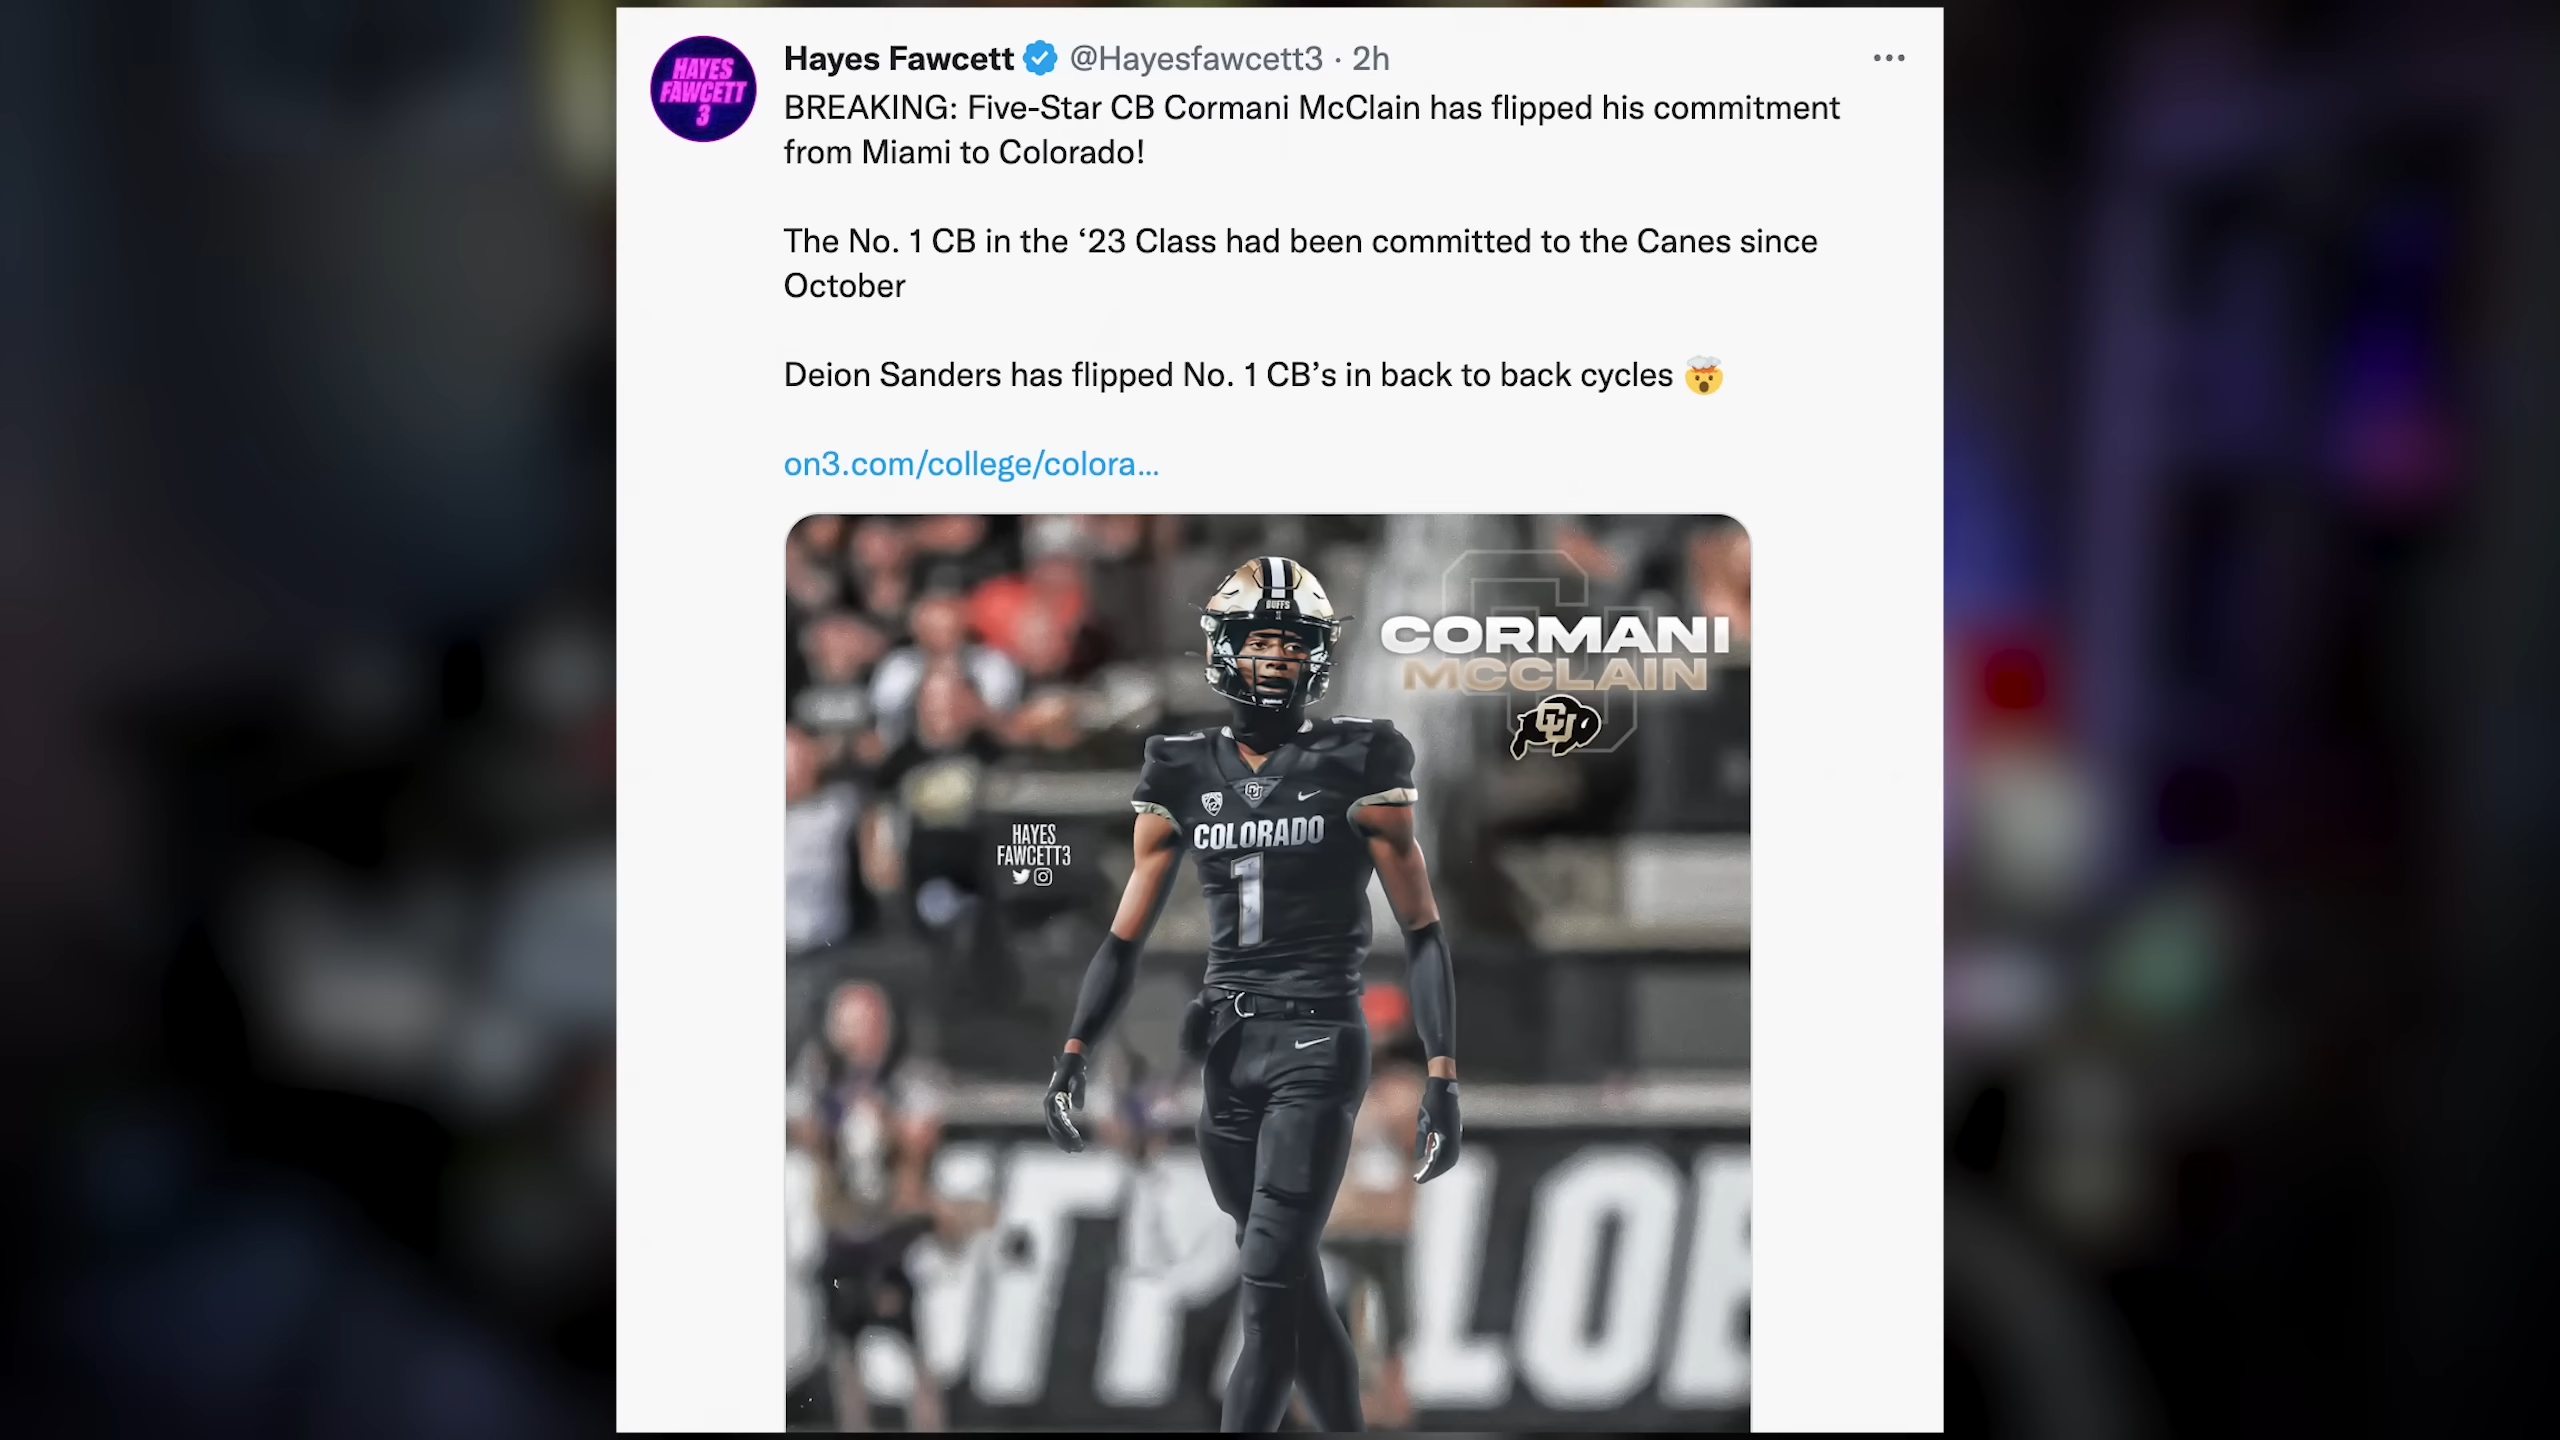 HAYES
FAWCETT
3
Hayes Fawcett @Hayesfawcett3 · 2h
BREAKING: Five-Star CB Cormani McClain has flipped his commitment
from Miami to Colorado!
The No. 1 CB in the ‘23 Class had been committed to the Canes since
October
Deion Sanders has flipped No. 1 CB’s in back to back cycles 🤯
on3.com/college/colora...
BUFFS
CORMANI
MCCLAIN
CU
HAYES
FAWCETT3
COLORADO
1